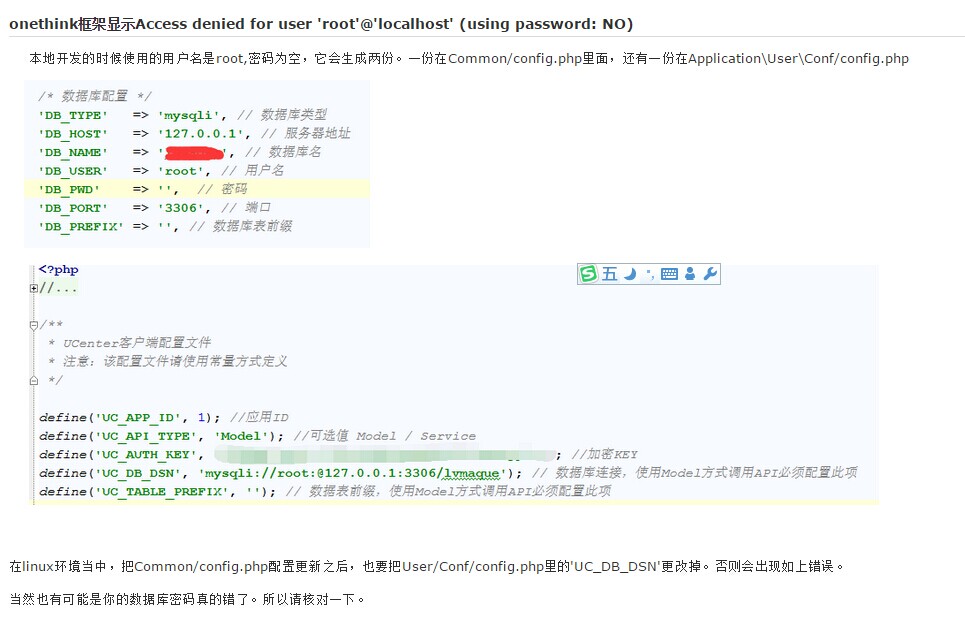 onethink框架显示Access denied for user 'root'@'localhost' (using password: NO)
本地开发的时候使用的用户名是root,密码为空，它会生成两份。一份在Common/config.php里面，还有一份在Application\User\Conf/config.php
/* 数据库配置 */
'DB_TYPE' => 'mysqli', // 数据库类型
'DB_HOST' => '127.0.0.1', // 服务器地址
'DB_NAME' => '', // 数据库名
'DB_USER' => 'root', // 用户名
'DB_PWD' => '', // 密码
'DB_PORT' => '3306', // 端口
'DB_PREFIX' => '', // 数据库表前缀
<?php
//...
五
/**
* UCenter客户端配置文件
* 注意：该配置文件请使用常量方式定义
*/
define('UC_APP_ID', 1); //应用ID
define('UC_API_TYPE', 'Model'); //可选值 Model / Service
define('UC_AUTH_KEY', ; //加密KEY
define('UC_DB_DSN', 'mysqli://root:@127.0.0.1:3306/lvmaque'); // 数据库连接，使用Model方式调用API必须配置此项
define('UC_TABLE_PREFIX', ''); // 数据表前缀，使用Model方式调用API必须配置此项
在linux环境当中，把Common/config.php配置更新之后，也要把User/Conf/config.php里的'UC_DB_DSN'更改掉。否则会出现如上错误。
当然也有可能是你的数据库密码真的错了。所以请核对一下。